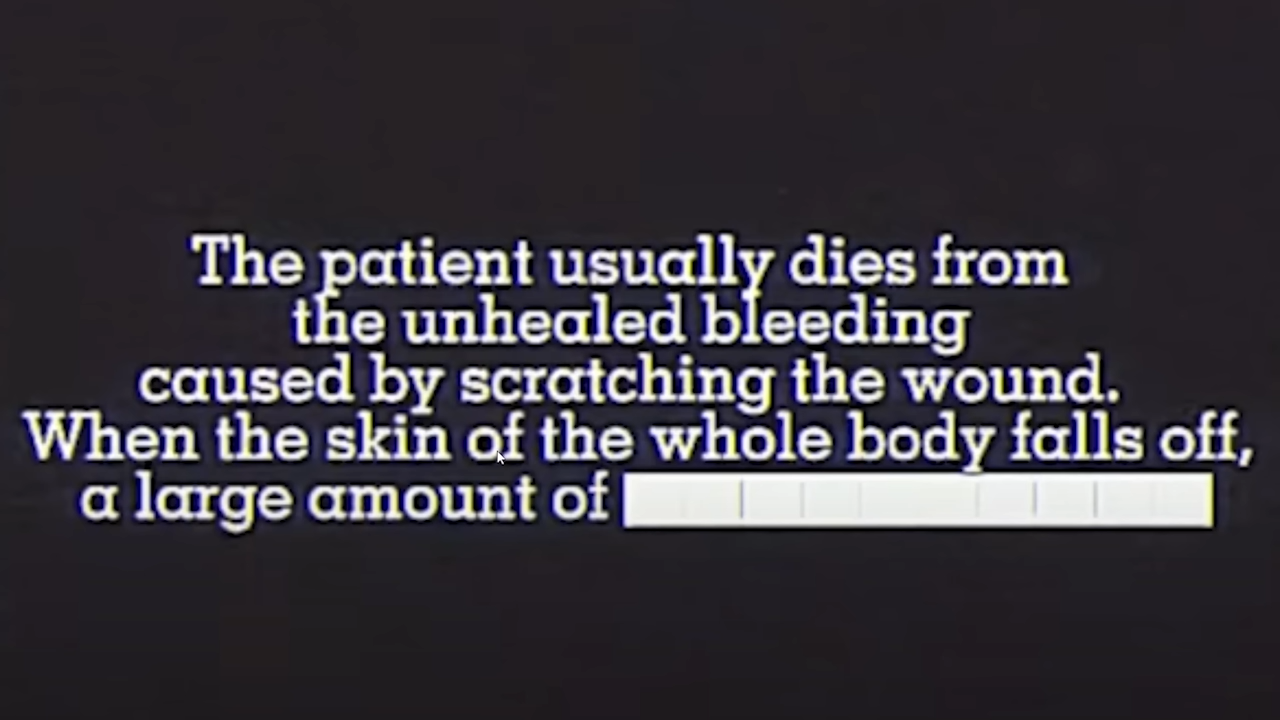 The patient usually dies from
the unhealed bleeding
caused by scratching the wound.
When the skin of the whole body falls off,
a large amount of